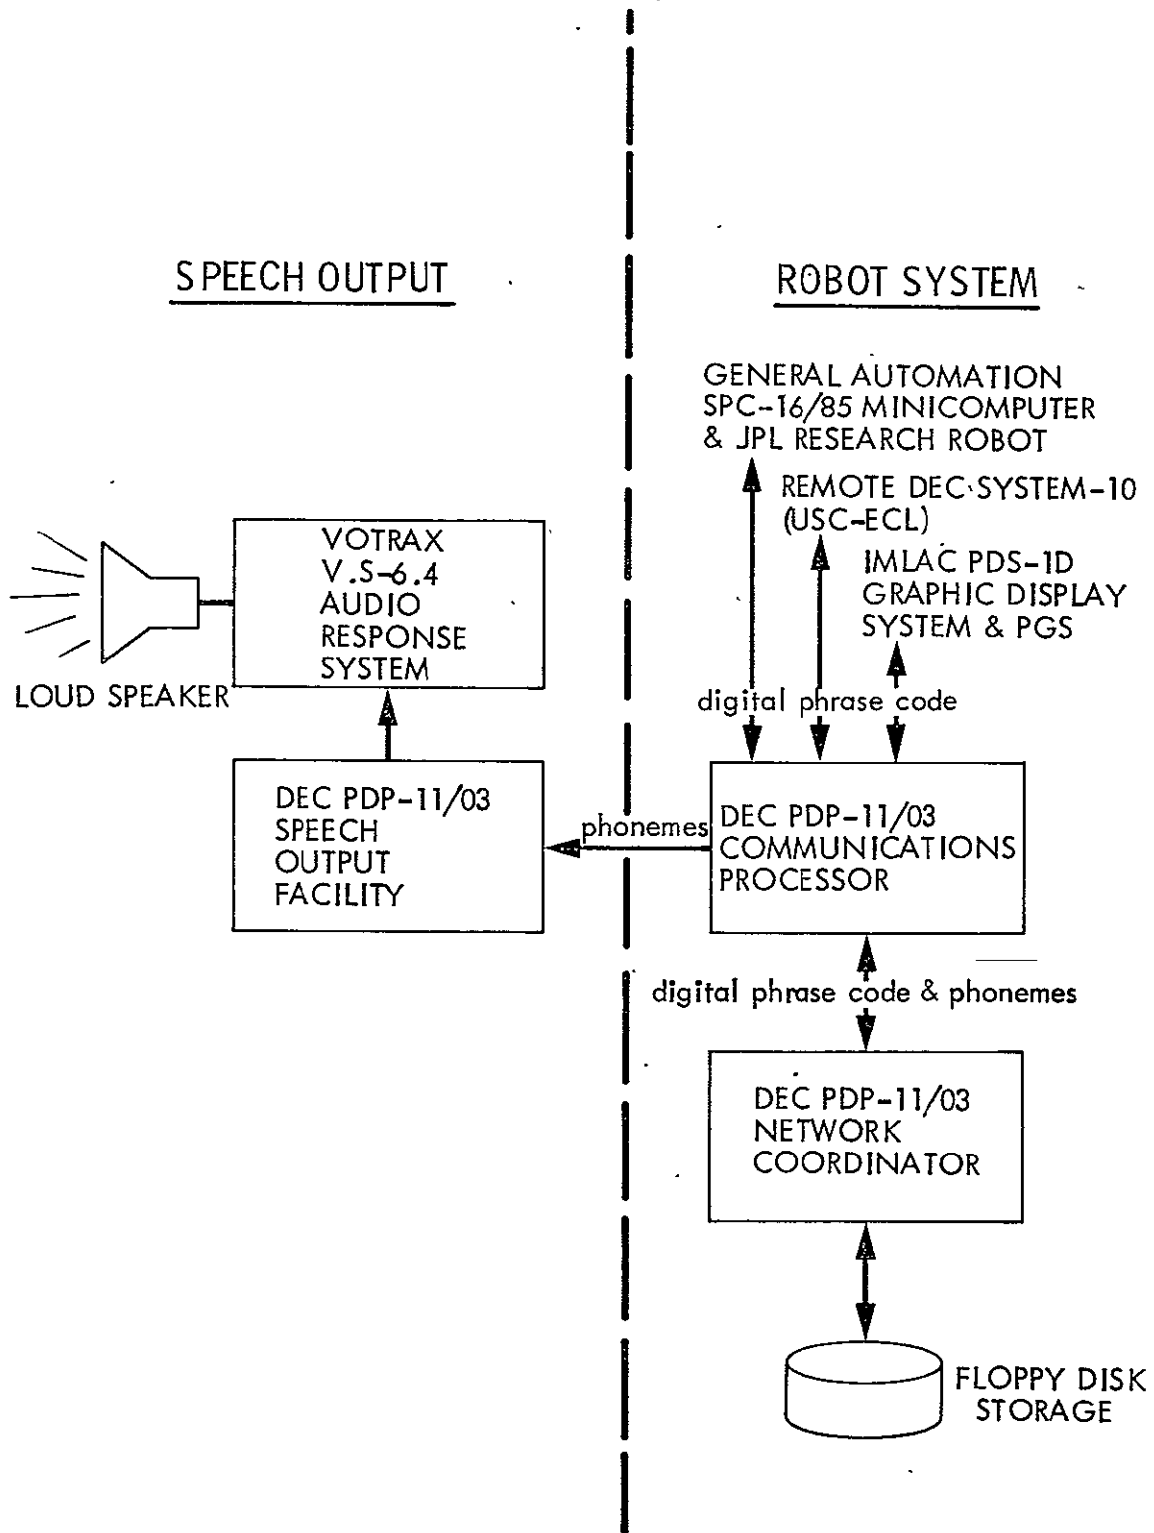 SPEECH OUTPUT
ROBOT SYSTEM
GENERAL AUTOMATION
SPC-16/85 MINICOMPUTER
& JPL RESEARCH ROBOT
REMOTE DEC SYSTEM-10
(USC-ECL)
IMLAC PDS-1D
GRAPHIC DISPLAY
SYSTEM & PGS
VOTRAX
V.S-6.4
AUDIO
RESPONSE
SYSTEM
LOUD SPEAKER
digital phrase code
DEC PDP-11/03
SPEECH
OUTPUT
FACILITY
phonemes
DEC PDP-11/03
COMMUNICATIONS
PROCESSOR
digital phrase code & phonemes
DEC PDP-11/03
NETWORK
COORDINATOR
FLOPPY DISK
STORAGE